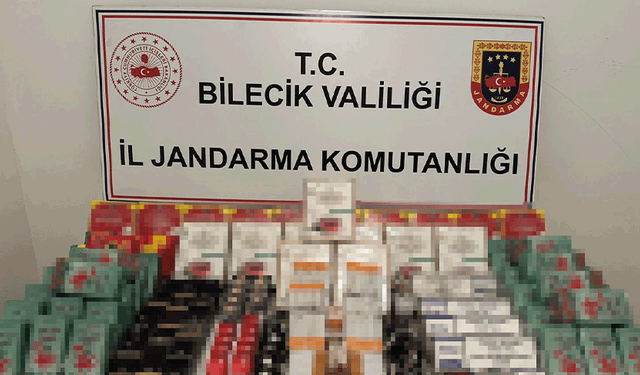 T.C.
BİLECİK VALİLİĞİ
İL JANDARMA KOMUTANLIĞI
JANDARMA